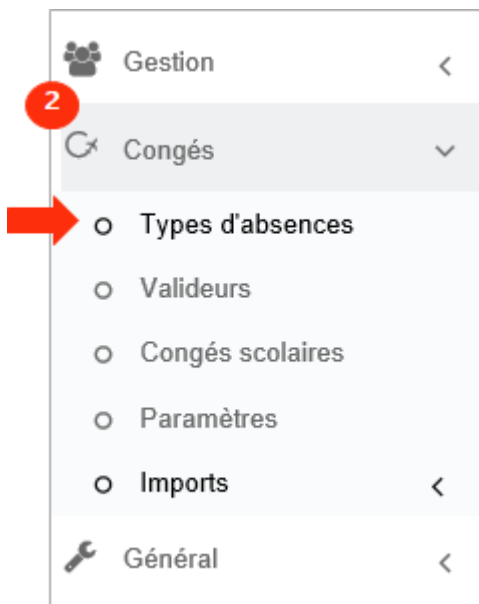 Gestion
2
Congés
Types d'absences
Valideurs
Congés scolaires
Paramètres
Imports
Général